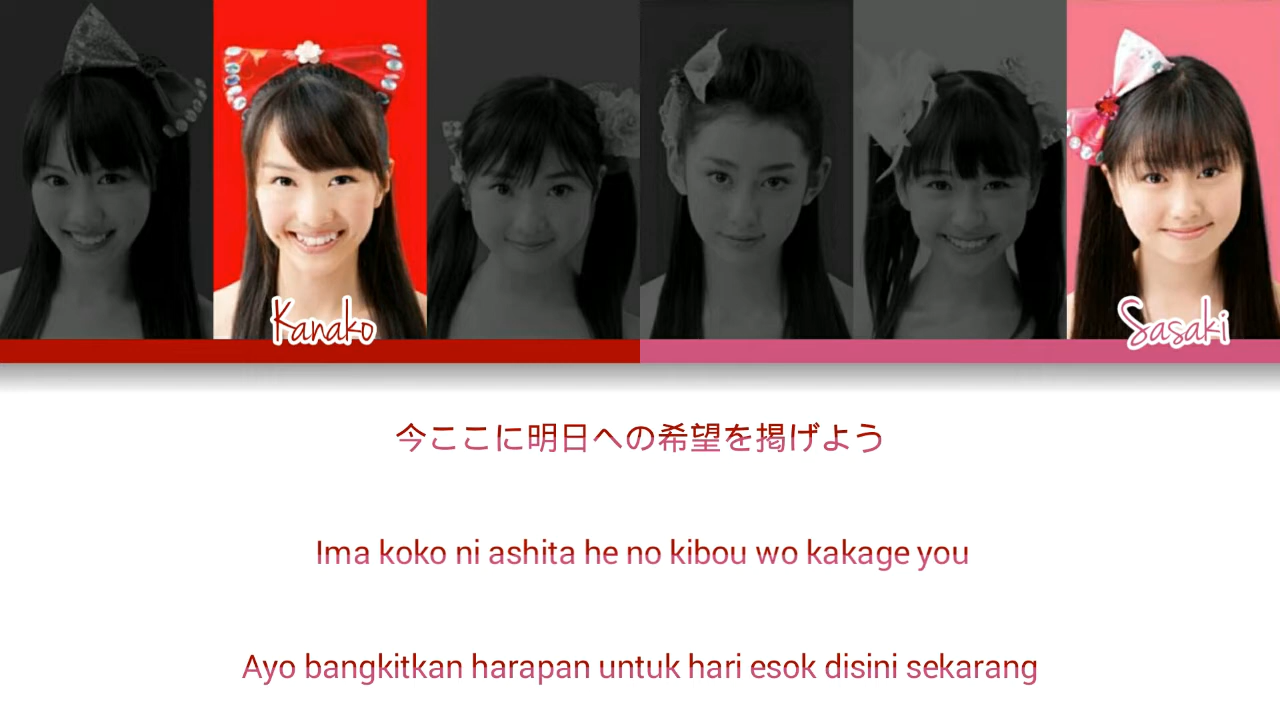 Kanako
Sasaki
今ここに明日への希望を掲げよう
Ima koko ni ashita he no kibou wo kakage you
Ayo bangkitkan harapan untuk hari esok disini sekarang